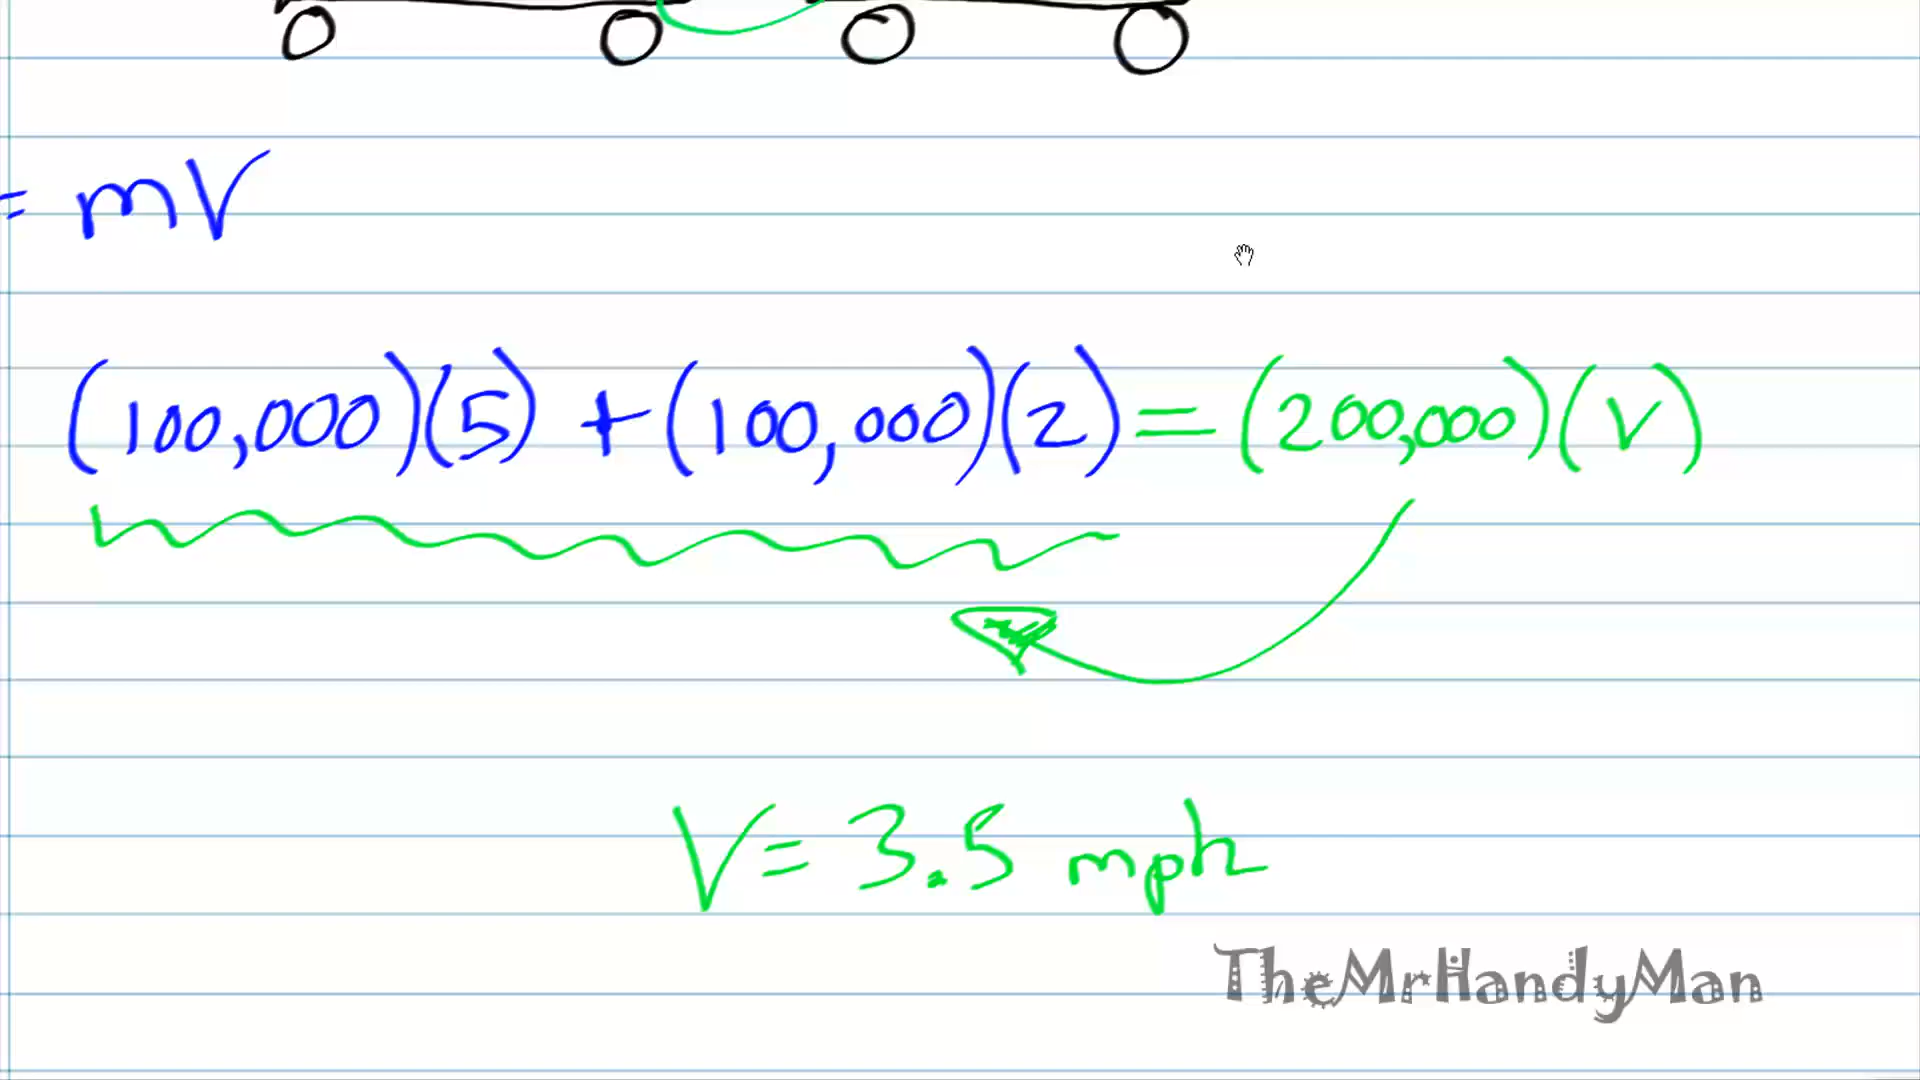 = mV
(100,000)(5) + (100,000)(2) = (200,000)(V)
V = 3.5 mph
TheMrHandyMan